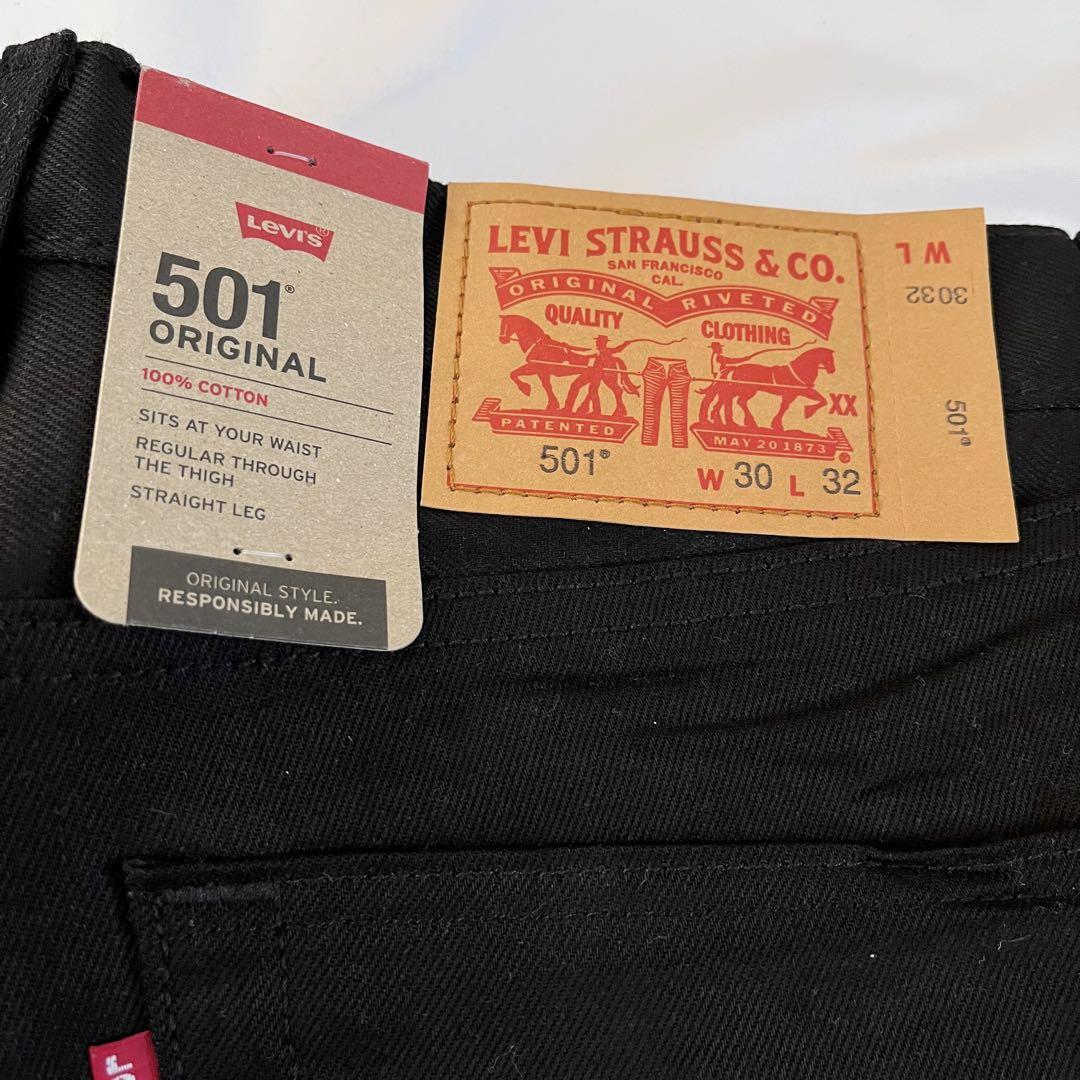 LEVI'S®
501®
ORIGINAL
100% COTTON
SITS AT YOUR WAIST
REGULAR THROUGH
THE THIGH
STRAIGHT LEG
ORIGINAL STYLE.
RESPONSIBLY MADE.
LEVI STRAUSS & CO.
SAN FRANCISCO
CAL.
ORIGINAL RIVETED
QUALITY CLOTHING
XX
PATENTED
MAY 20 1873
®
501®
W 30 L 32
W L
3032
501®